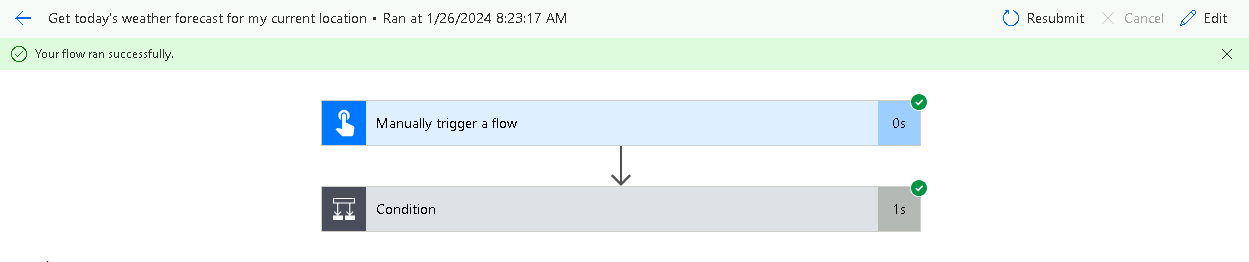 Get today's weather forecast for my current location • Ran at 1/26/2024 8:23:17 AM
Resubmit
Cancel
Edit
Your flow ran successfully.
Manually trigger a flow
0s
Condition
1s